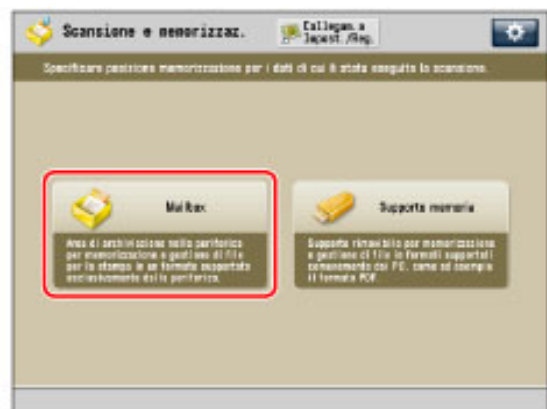 Scansione e memorizzaz.
Collegam. a
Impost./Reg.
Specificare posizione memorizzazione per i dati di cui è stata eseguita la scansione.
Mailbox
Area di archiviazione nella periferica
per memorizzazione e gestione di file
per la stampa in un formato supportato
esclusivamente dalla periferica.
Supporto memoria
Supporto rimovibile per memorizzazione
e gestione di file in formati supportati
comunemente dai PC, come ad esempio
il formato PDF.